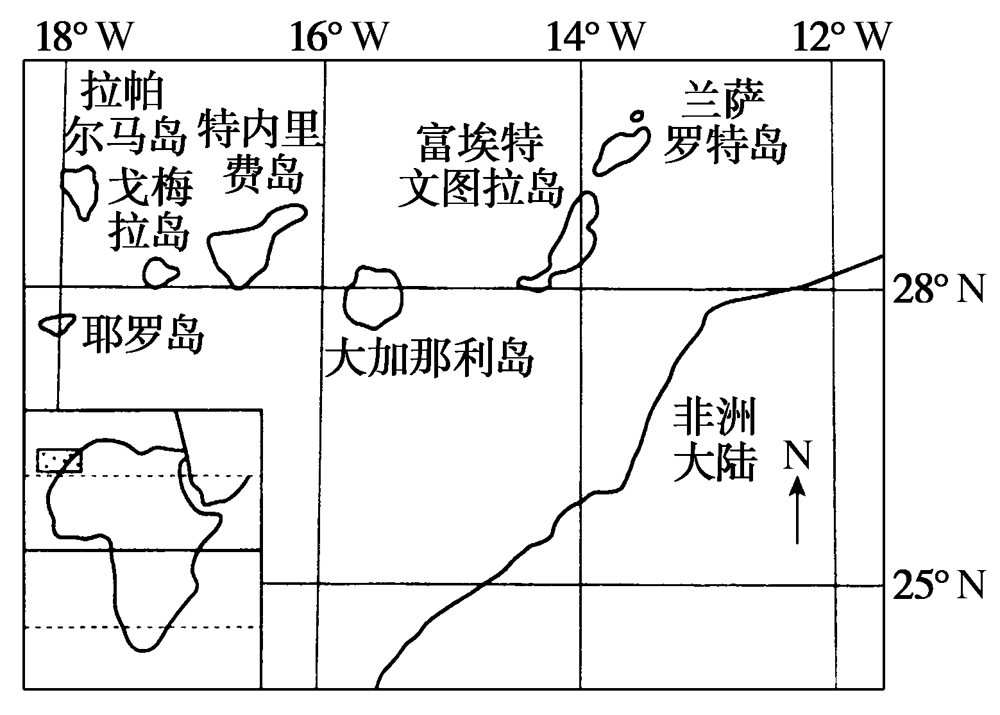 18° W
16° W
14° W
12° W
拉帕
尔马岛
特内里
费岛
戈梅
拉岛
富埃特
文图拉岛
兰萨
罗特岛
28° N
耶罗岛
大加那利岛
非洲
大陆
N
25° N